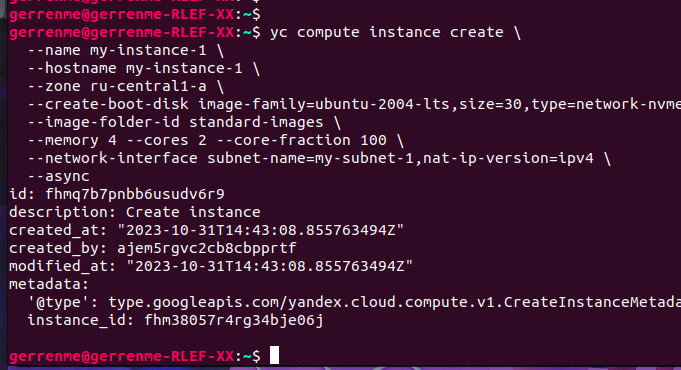 gerrenme@gerrenme-RLEF-XX:~$
gerrenme@gerrenme-RLEF-XX:~$
gerrenme@gerrenme-RLEF-XX:~$ yc compute instance create \
--name my-instance-1 \
--hostname my-instance-1 \
--zone ru-central1-a \
--create-boot-disk image-family=ubuntu-2004-lts,size=30,type=network-nvme
--image-folder-id standard-images \
--memory 4 --cores 2 --core-fraction 100 \
--network-interface subnet-name=my-subnet-1,nat-ip-version=ipv4 \
--async
id: fhmq7b7pnbb6usudv6r9
description: Create instance
created_at: "2023-10-31T14:43:08.855763494Z"
created_by: ajem5rgvc2cb8cbpprtf
modified_at: "2023-10-31T14:43:08.855763494Z"
metadata:
'@type': type.googleapis.com/yandex.cloud.compute.v1.CreateInstanceMetada
instance_id: fhm38057r4rg34bje06j
gerrenme@gerrenme-RLEF-XX:~$